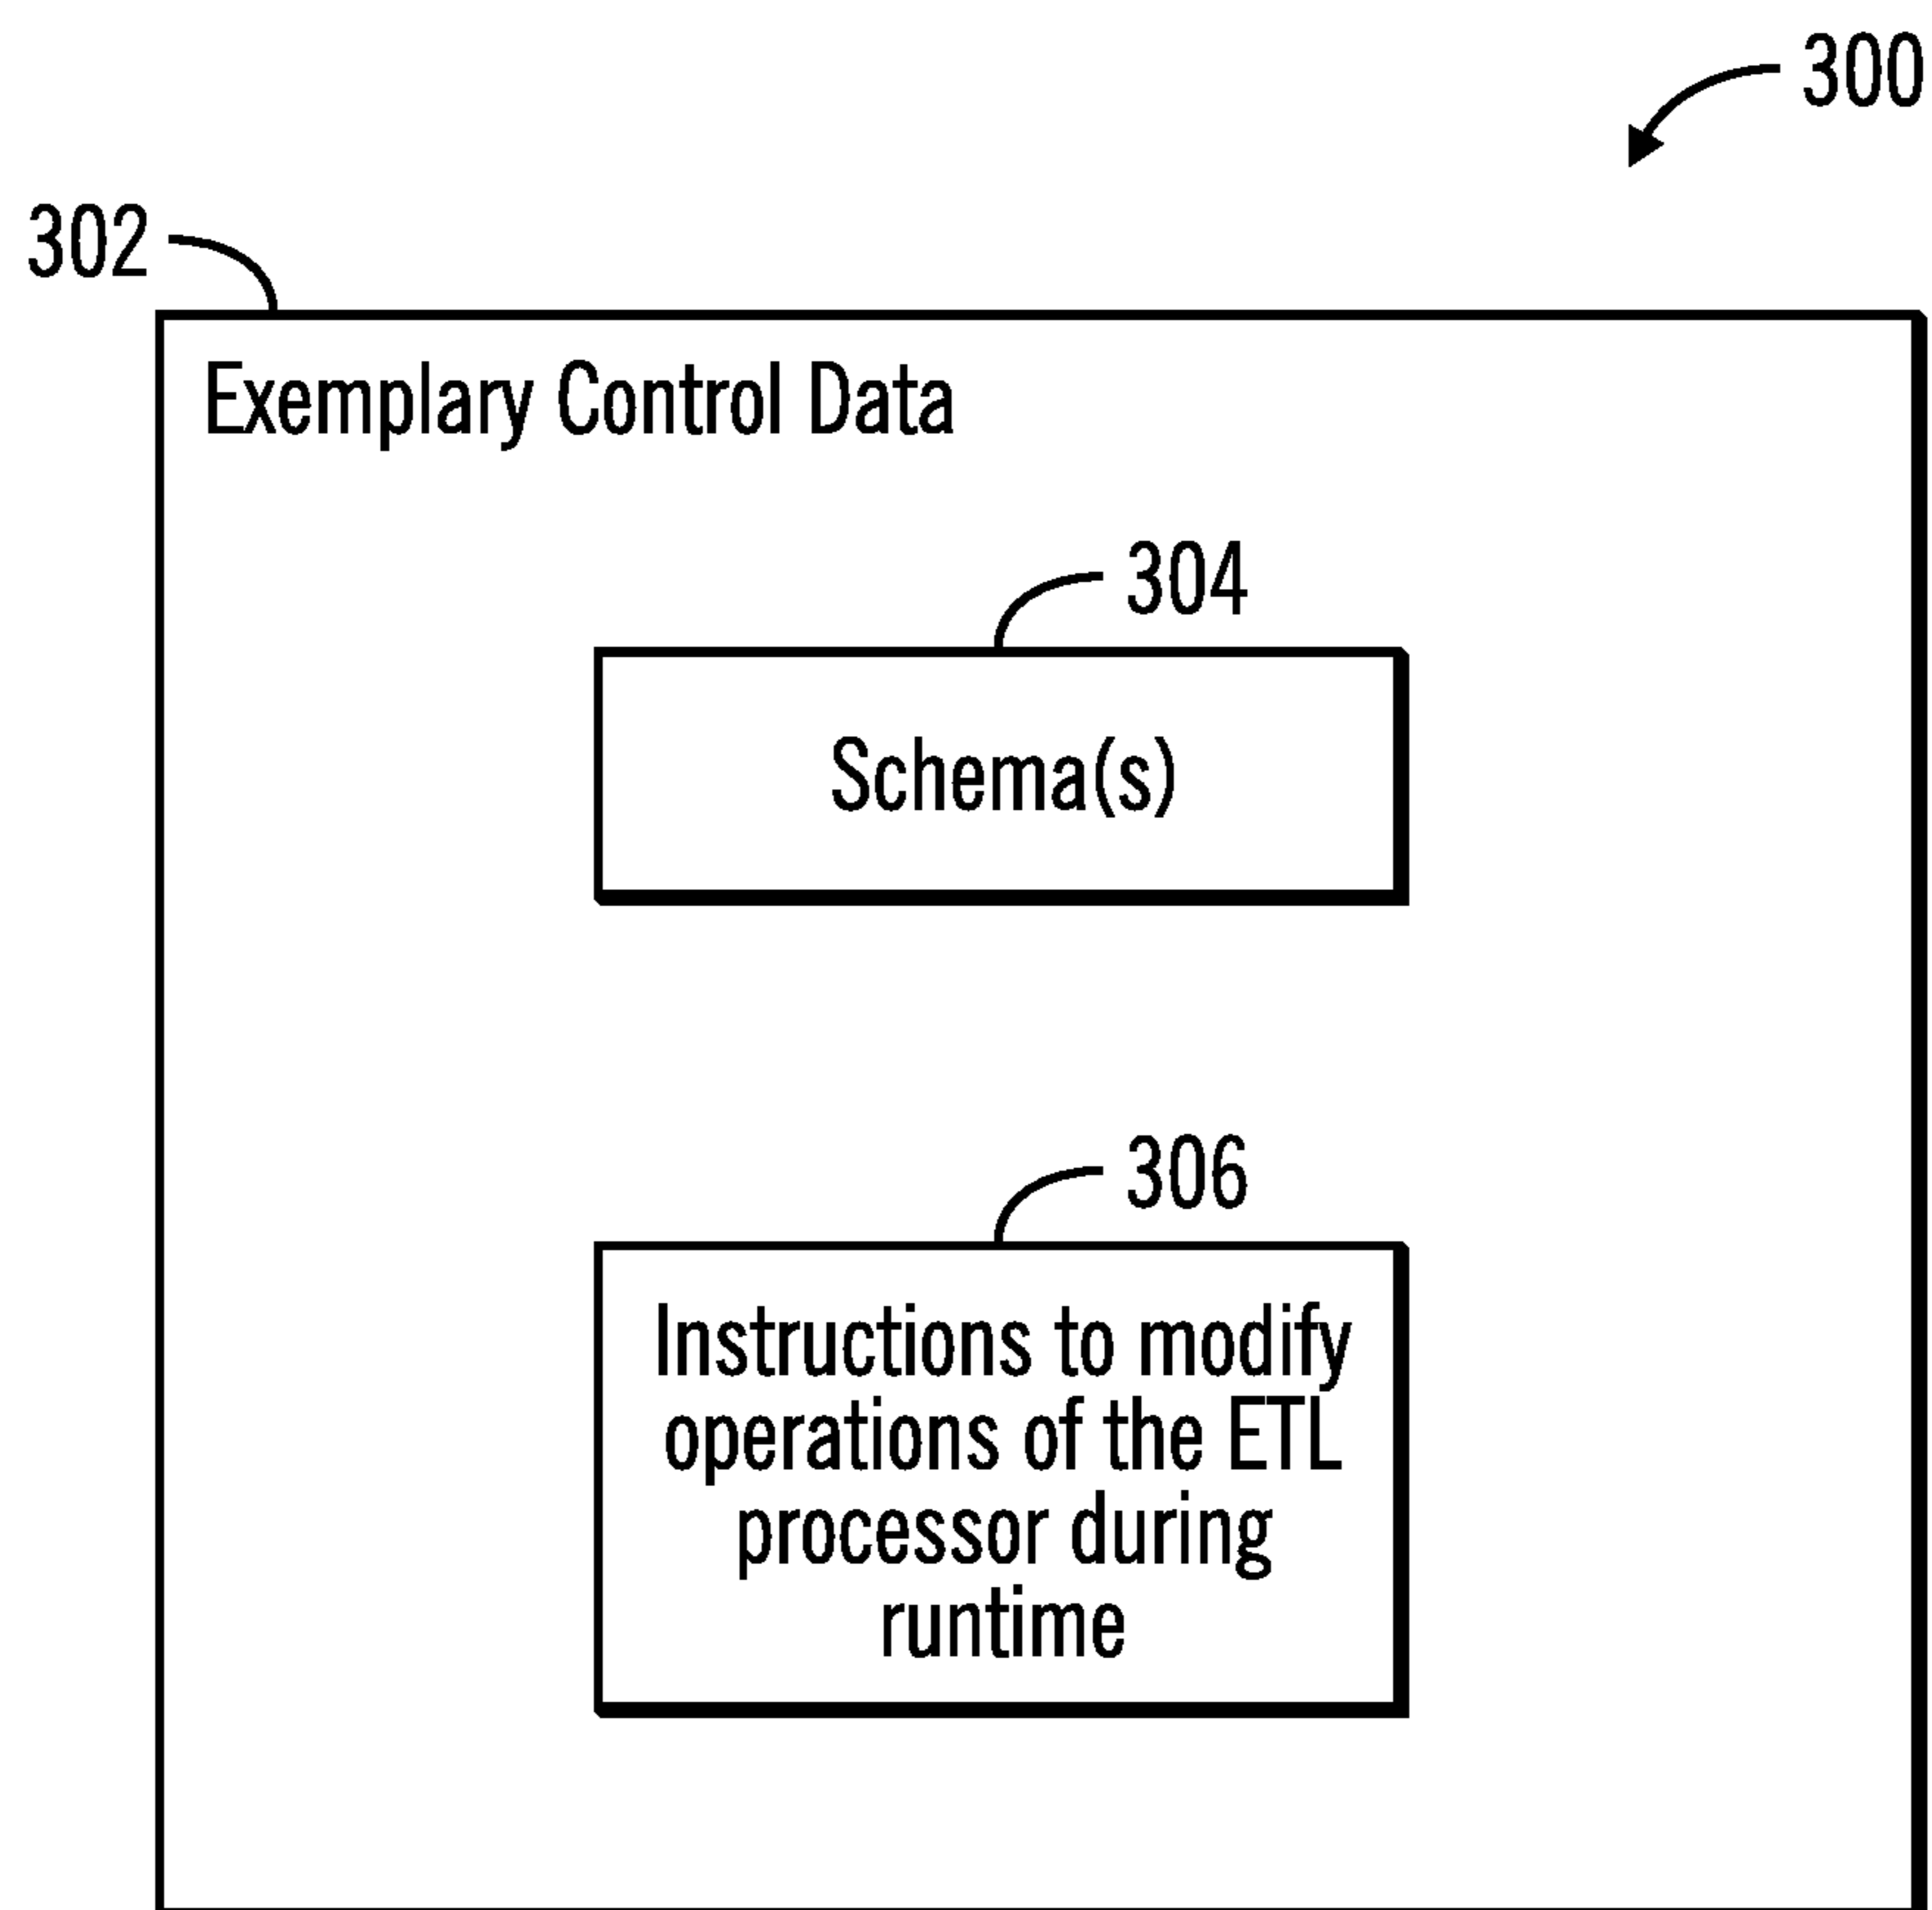 300
302
Exemplary Control Data
304
Schema(s)
306
Instructions to modify
operations of the ETL
processor during
runtime